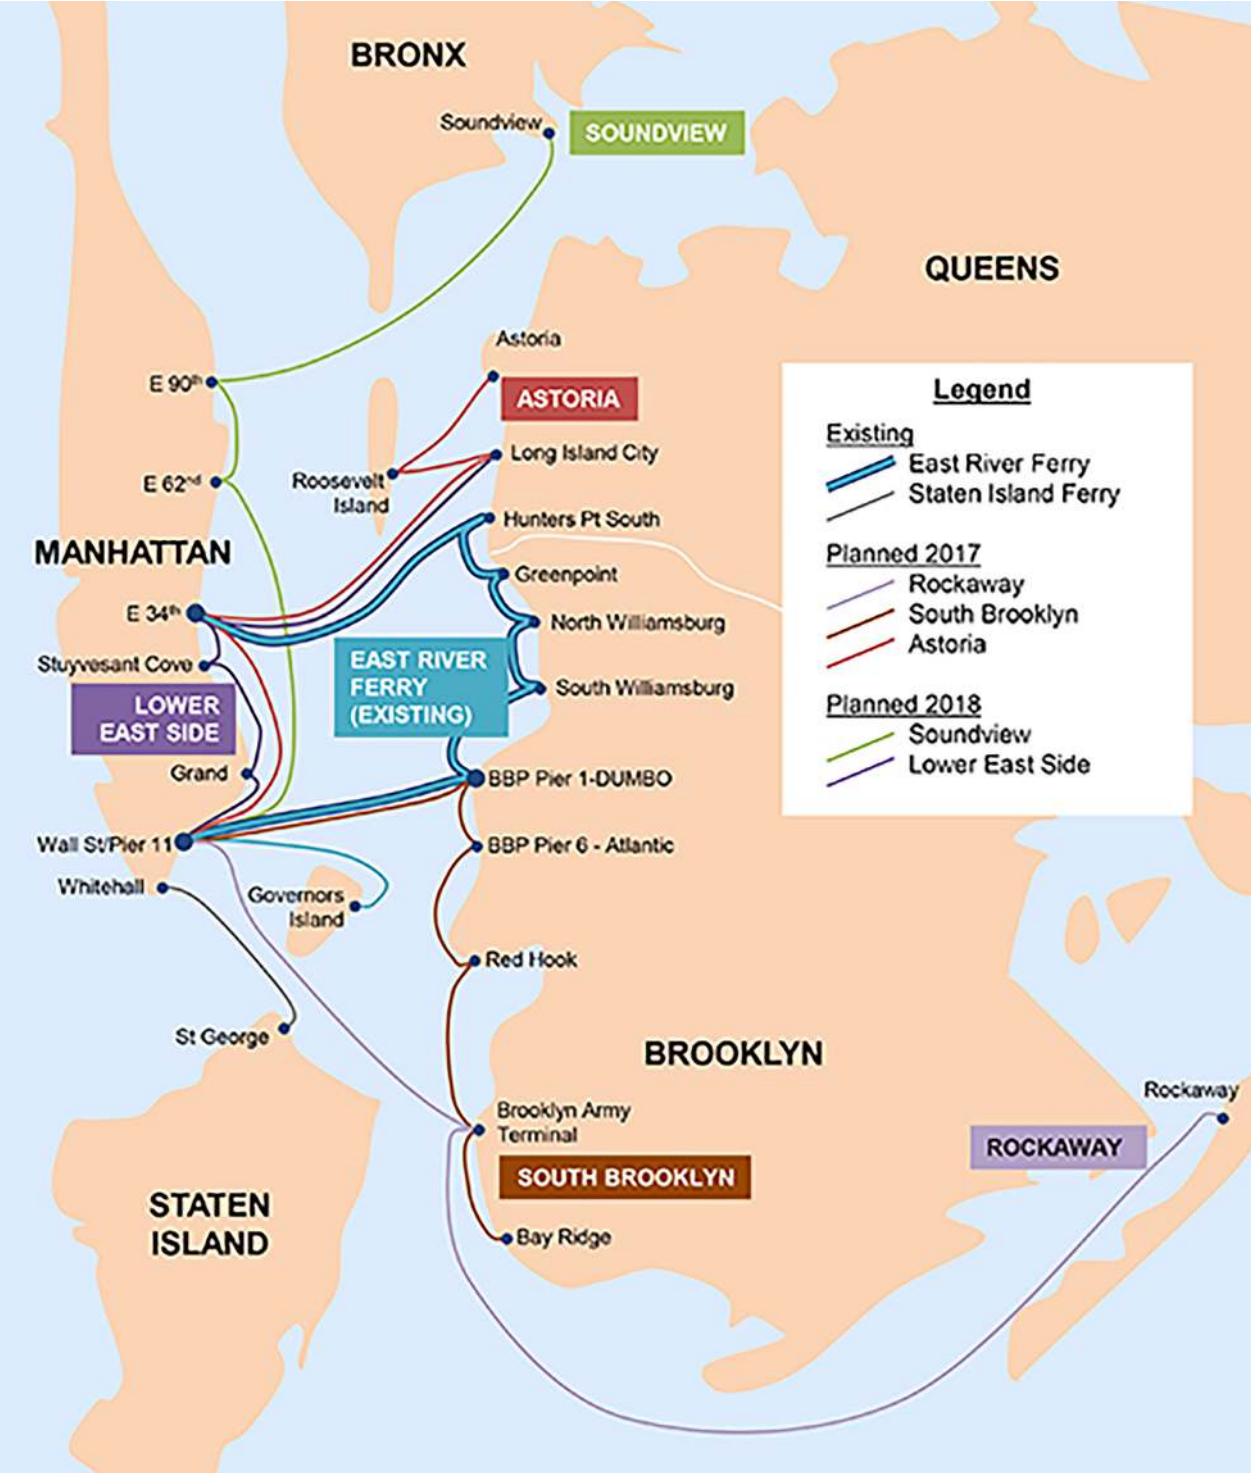 BRONX
Soundview
SOUNDVIEW
QUEENS
Astoria
E 90th
ASTORIA
Long Island City
Roosevelt
Island
E 62nd
Hunters Pt South
MANHATTAN
Greenpoint
E 34th
North Williamsburg
Stuyvesant Cove
EAST RIVER
FERRY
(EXISTING)
South Williamsburg
LOWER
EAST SIDE
Grand
BBP Pier 1-DUMBO
Wall St/Pier 11
BBP Pier 6 - Atlantic
Whitehall
Governors
Island
Red Hook
St George
BROOKLYN
Rockaway
Brooklyn Army
Terminal
ROCKAWAY
SOUTH BROOKLYN
STATEN
ISLAND
Bay Ridge
Legend
Existing
East River Ferry
Staten Island Ferry
Planned 2017
Rockaway
South Brooklyn
Astoria
Planned 2018
Soundview
Lower East Side